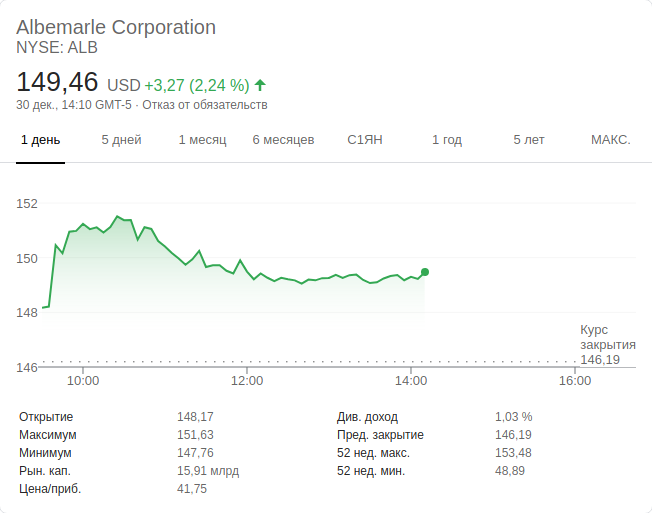 Albemarle Corporation
NYSE: ALB
149,46 USD +3,27 (2,24 %)
30 дек., 14:10 GMT-5 · Отказ от обязательств
1 день 5 дней 1 месяц 6 месяцев С1ЯН 1 год 5 лет МАКС.
152
150
148
146
Курс
закрытия
146,19
10:00 12:00 14:00 16:00
Открытие 148,17 Див. доход 1,03 %
Максимум 151,63 Пред. закрытие 146,19
Минимум 147,76 52 нед. макс. 153,48
Рын. кап. 15,91 млрд 52 нед. мин. 48,89
Цена/приб. 41,75